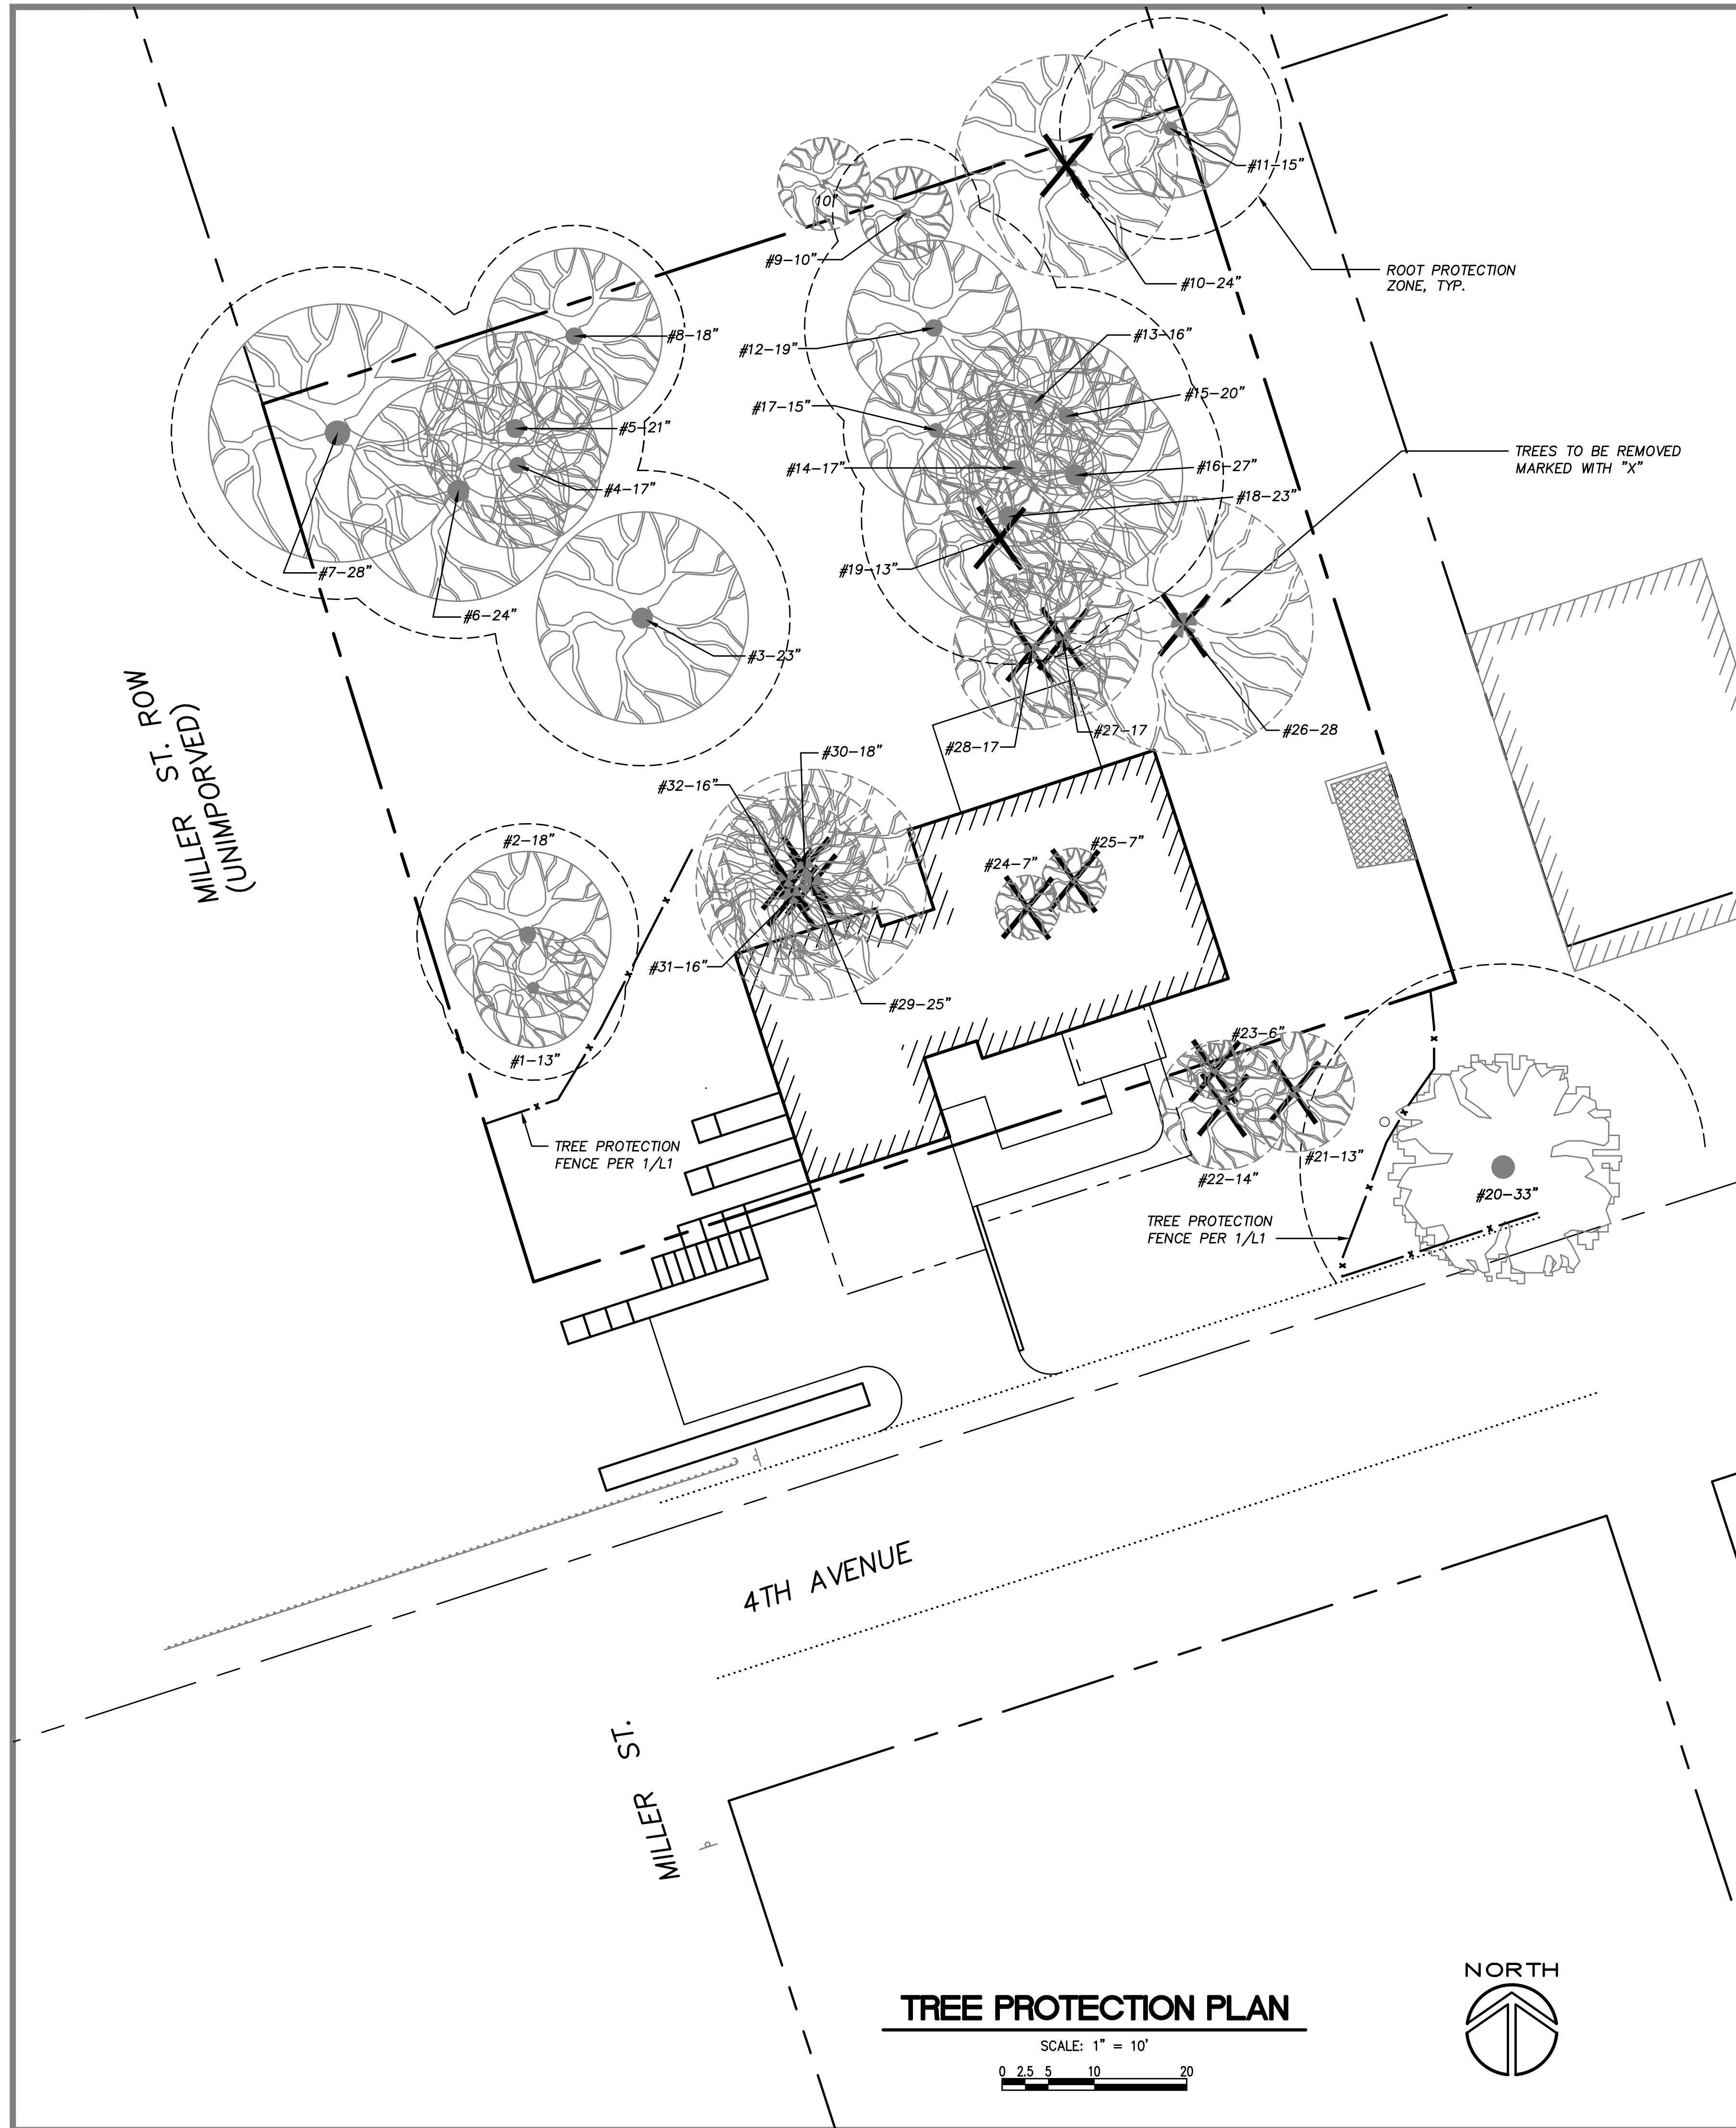 #11-15"
10"
#9-10"
#10-24"
ROOT PROTECTION
ZONE, TYP.
#8-18"
#12-19"
#13-16"
#15-20"
#17-15"
#5-21"
#14-17"
#16-27"
TREES TO BE REMOVED
MARKED WITH "X"
#4-17"
#18-23"
#19-13"
#7-28"
#6-24"
#3-23"
#28-17
#27-17
#26-28
MILLER ST. ROW
(UNIMPORVED)
#30-18"
#32-16"
#2-18"
#25-7"
#24-7"
#31-16"
#29-25"
#1-13"
#23-6"
TREE PROTECTION
FENCE PER 1/L1
#21-13"
#22-14"
#20-33"
TREE PROTECTION
FENCE PER 1/L1
4TH AVENUE
MILLER ST.
TREE PROTECTION PLAN
SCALE: 1" = 10'
0 2.5 5 10 20
NORTH